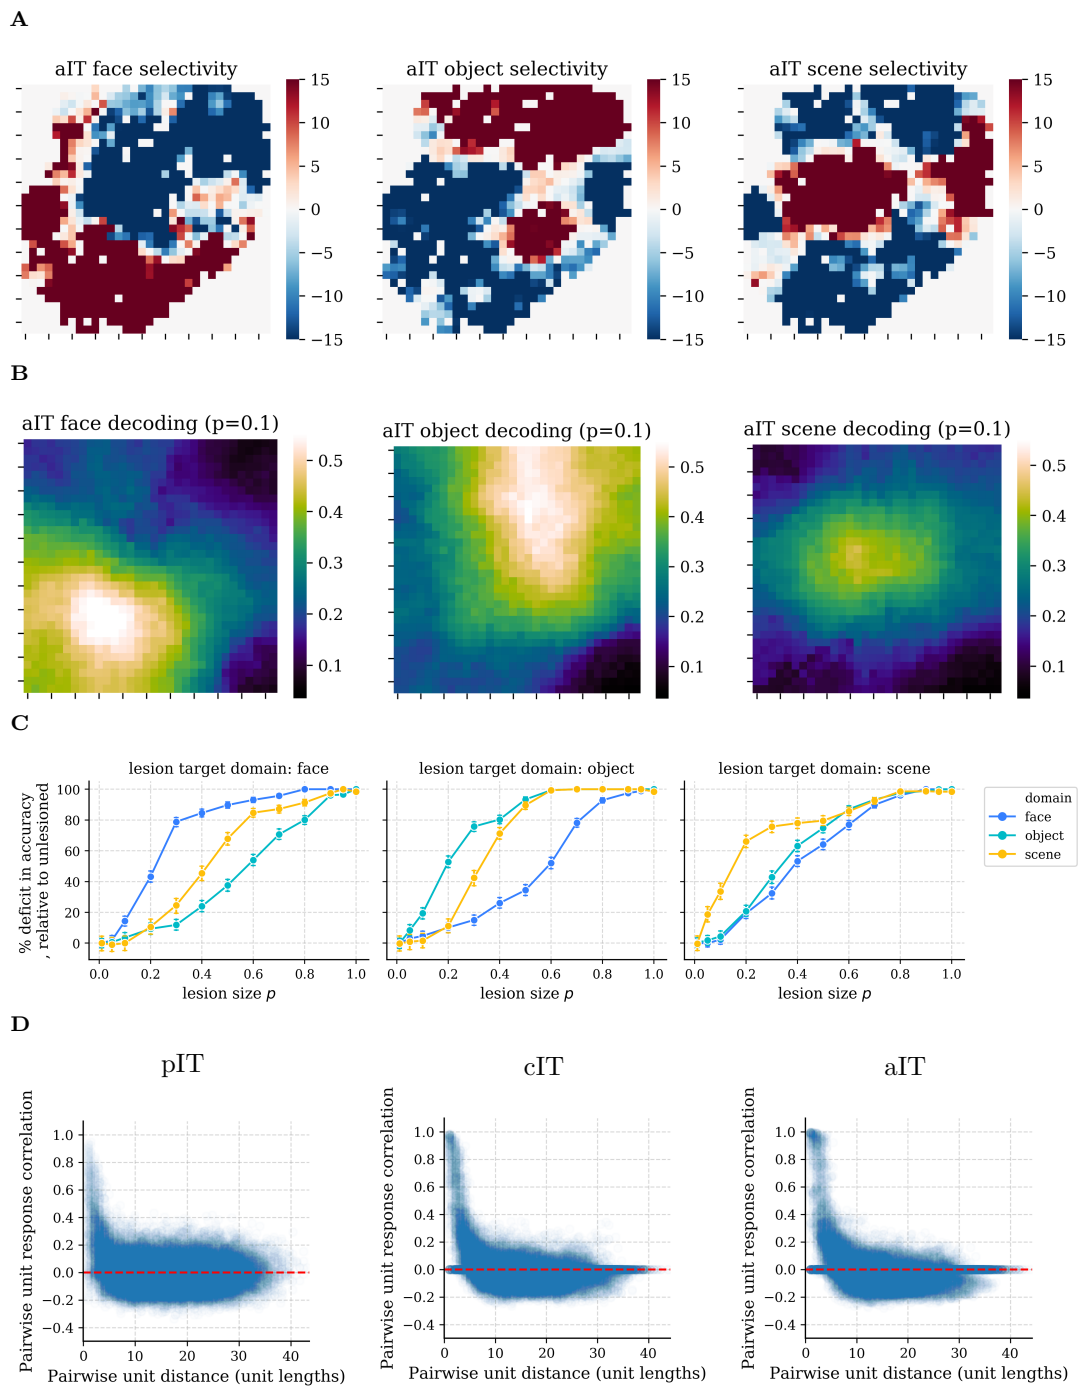 A
aIT face selectivity
aIT object selectivity
aIT scene selectivity
15
10
5
0
−5
−10
−15
15
10
5
0
−5
−10
−15
15
10
5
0
−5
−10
−15
B
aIT face decoding (p=0.1)
aIT object decoding (p=0.1)
aIT scene decoding (p=0.1)
0.5
0.4
0.3
0.2
0.1
0.5
0.4
0.3
0.2
0.1
0.5
0.4
0.3
0.2
0.1
C
lesion target domain: face
lesion target domain: object
lesion target domain: scene
% deficit in accuracy
, relative to unlesioned
100
80
60
40
20
0
0.0 0.2 0.4 0.6 0.8 1.0
0.0 0.2 0.4 0.6 0.8 1.0
0.0 0.2 0.4 0.6 0.8 1.0
lesion size p
lesion size p
lesion size p
domain
face
object
scene
D
pIT
cIT
aIT
Pairwise unit response correlation
1.0
0.8
0.6
0.4
0.2
0.0
−0.2
−0.4
0 10 20 30 40
Pairwise unit distance (unit lengths)
Pairwise unit response correlation
1.0
0.8
0.6
0.4
0.2
0.0
−0.2
−0.4
0 10 20 30 40
Pairwise unit distance (unit lengths)
Pairwise unit response correlation
1.0
0.8
0.6
0.4
0.2
0.0
−0.2
−0.4
0 10 20 30 40
Pairwise unit distance (unit lengths)